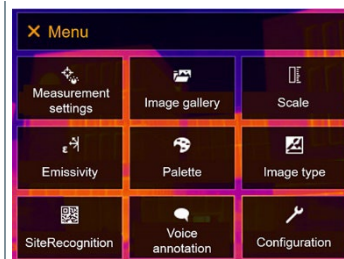 × Menu
Measurement
settings
Image gallery
Scale
ε
Emissivity
Palette
Image type
SiteRecognition
Voice
annotation
Configuration